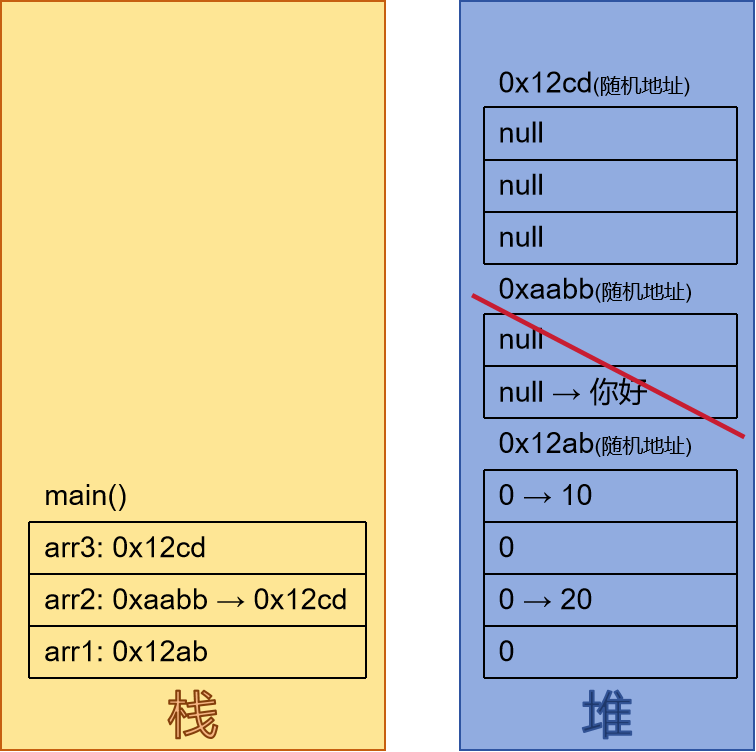 main()
arr3: 0x12cd
arr2: 0xaabb → 0x12cd
arr1: 0x12ab
栈
0x12cd(随机地址)
null
null
null
0xaabb(随机地址)
null
null → 你好
0x12ab(随机地址)
0 → 10
0
0 → 20
0
堆